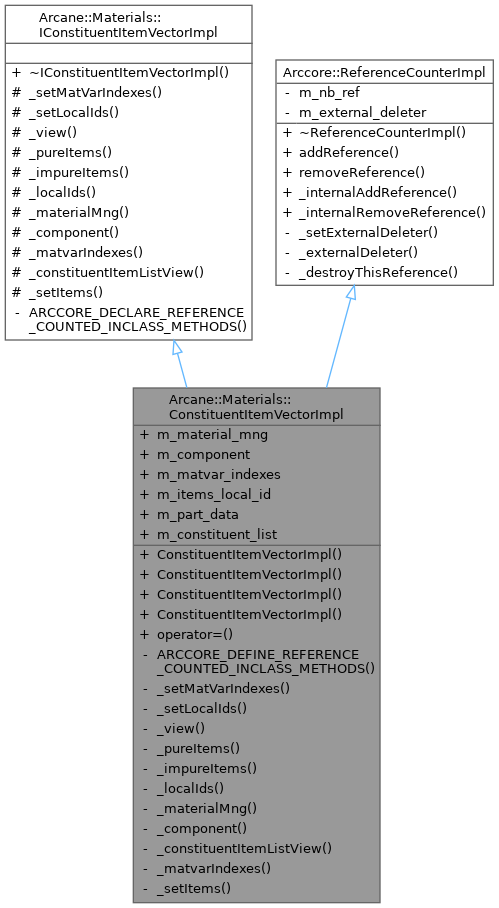 Arcane::Materials::
IConstituentItemVectorImpl
+ ~IConstituentItemVectorImpl()
# _setMatVarIndexes()
# _setLocalIds()
# _view()
# _pureItems()
# _impureItems()
# _localIds()
# _materialMng()
# _component()
# _matvarIndexes()
# _constituentItemListView()
# _setItems()
- ARCCORE_DECLARE_REFERENCE
_COUNTED_INCLASS_METHODS()
Arccore::ReferenceCounterImpl
- m_nb_ref
- m_external_deleter
+ ~ReferenceCounterImpl()
+ addReference()
+ removeReference()
+ _internalAddReference()
+ _internalRemoveReference()
- _setExternalDeleter()
- _externalDeleter()
- _destroyThisReference()
Arcane::Materials::
ConstituentItemVectorImpl
+ m_material_mng
+ m_component
+ m_matvar_indexes
+ m_items_local_id
+ m_part_data
+ m_constituent_list
+ ConstituentItemVectorImpl()
+ ConstituentItemVectorImpl()
+ ConstituentItemVectorImpl()
+ ConstituentItemVectorImpl()
+ operator=()
- ARCCORE_DEFINE_REFERENCE
_COUNTED_INCLASS_METHODS()
- _setMatVarIndexes()
- _setLocalIds()
- _view()
- _pureItems()
- _impureItems()
- _localIds()
- _materialMng()
- _component()
- _constituentItemListView()
- _matvarIndexes()
- _setItems()